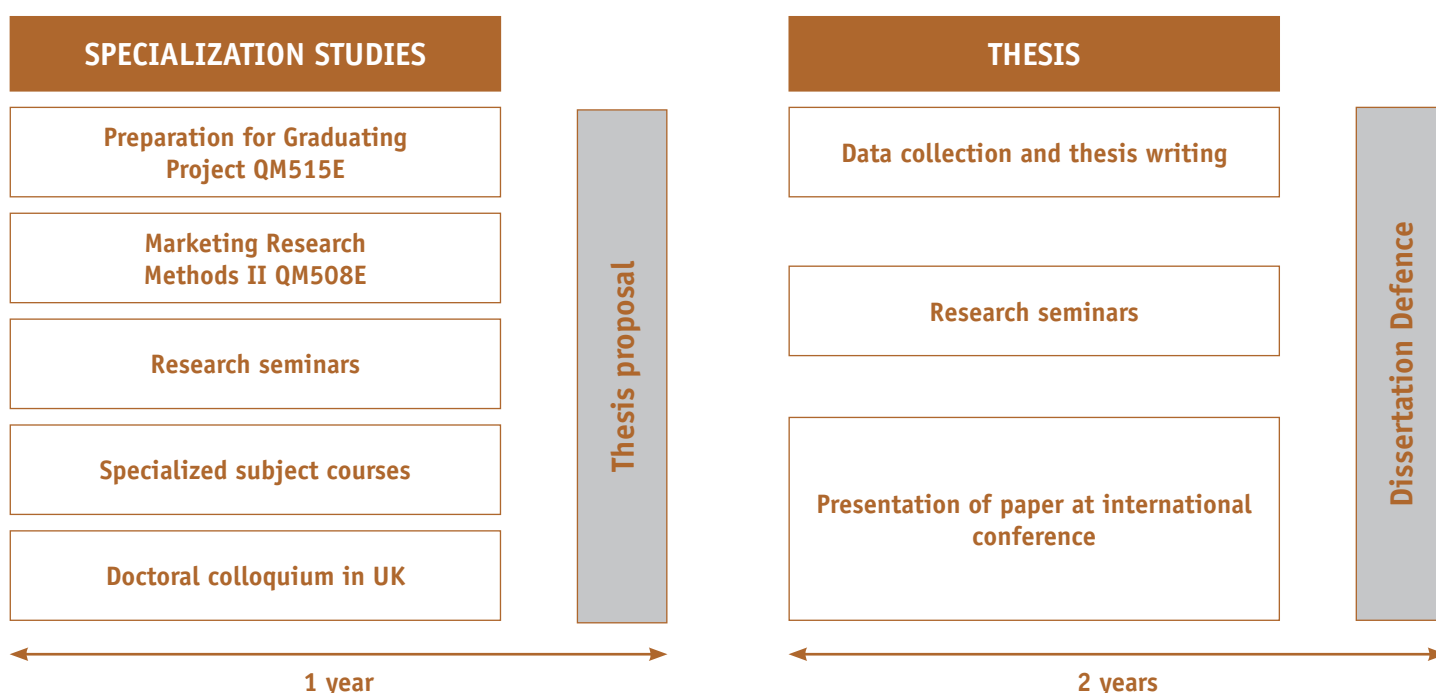 SPECIALIZATION STUDIES
Preparation for Graduating
Project QM515E
Marketing Research
Methods II QM508E
Research seminars
Specialized subject courses
Doctoral colloquium in UK
Thesis proposal
1 year
THESIS
Data collection and thesis writing
Research seminars
Presentation of paper at international
conference
Dissertation Defence
2 years